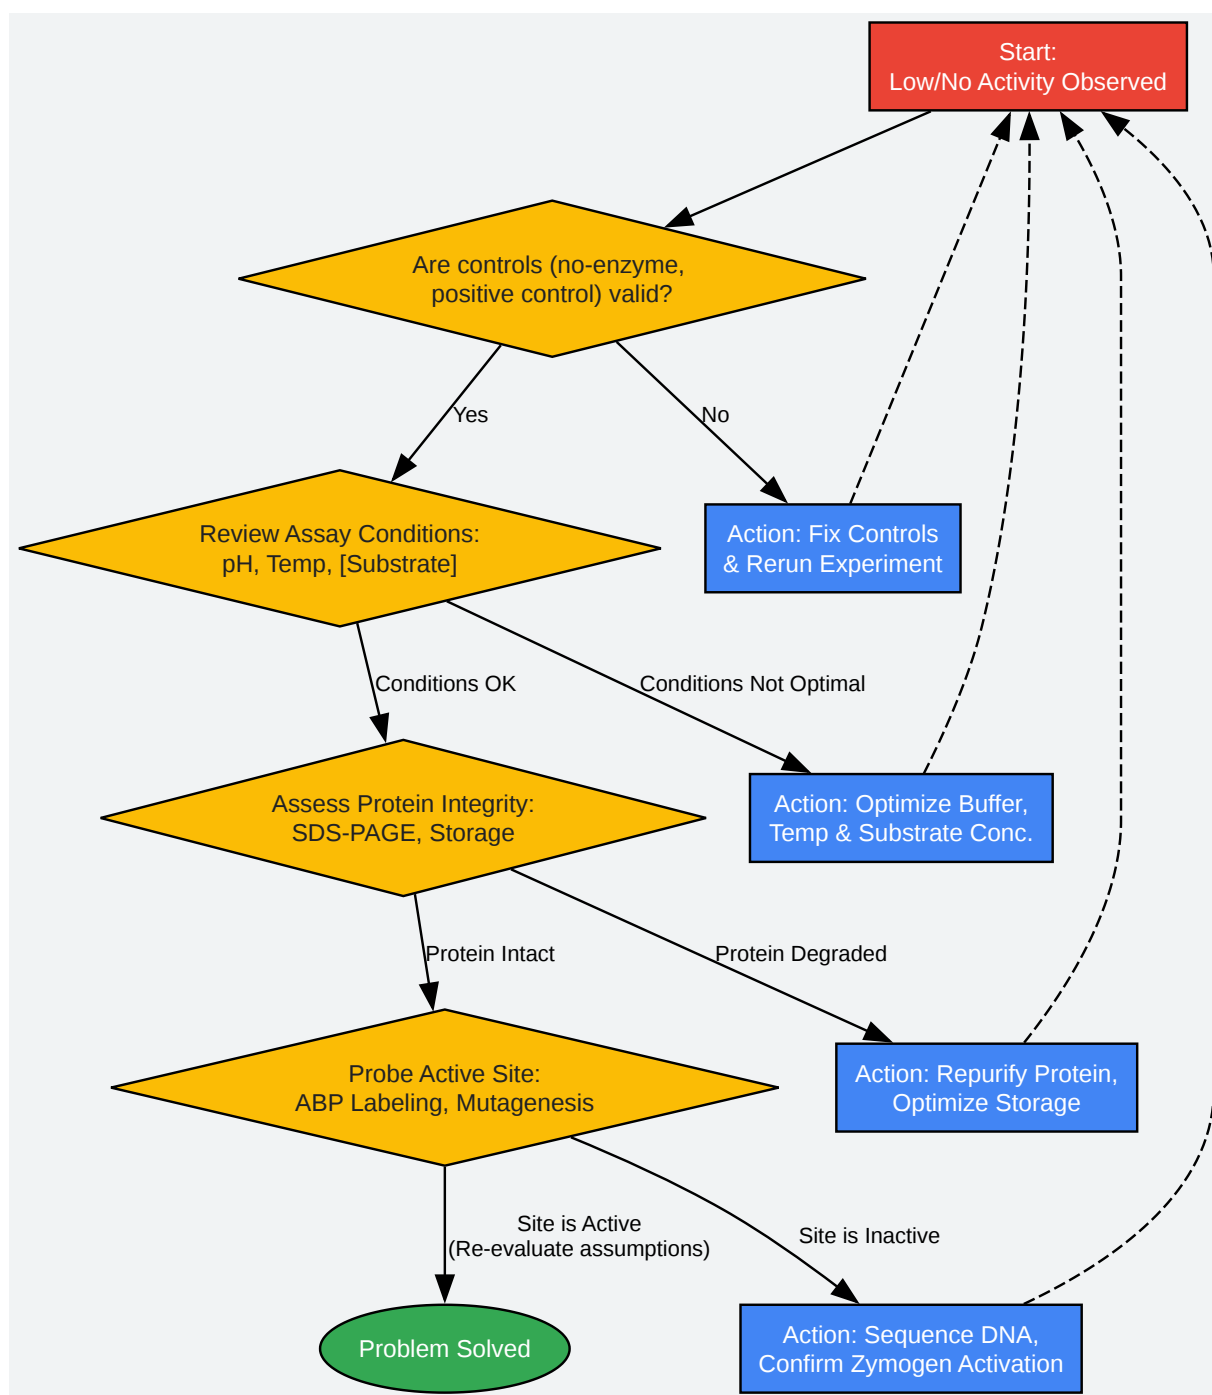 Start:
Low/No Activity Observed
Are controls (no-enzyme,
positive control) valid?
Yes
No
Review Assay Conditions:
pH, Temp, [Substrate]
Action: Fix Controls
& Rerun Experiment
Conditions OK
Conditions Not Optimal
Assess Protein Integrity:
SDS-PAGE, Storage
Action: Optimize Buffer,
Temp & Substrate Conc.
Protein Intact
Protein Degraded
Probe Active Site:
ABP Labeling, Mutagenesis
Action: Repurify Protein,
Optimize Storage
Site is Active
(Re-evaluate assumptions)
Site is Inactive
Problem Solved
Action: Sequence DNA,
Confirm Zymogen Activation